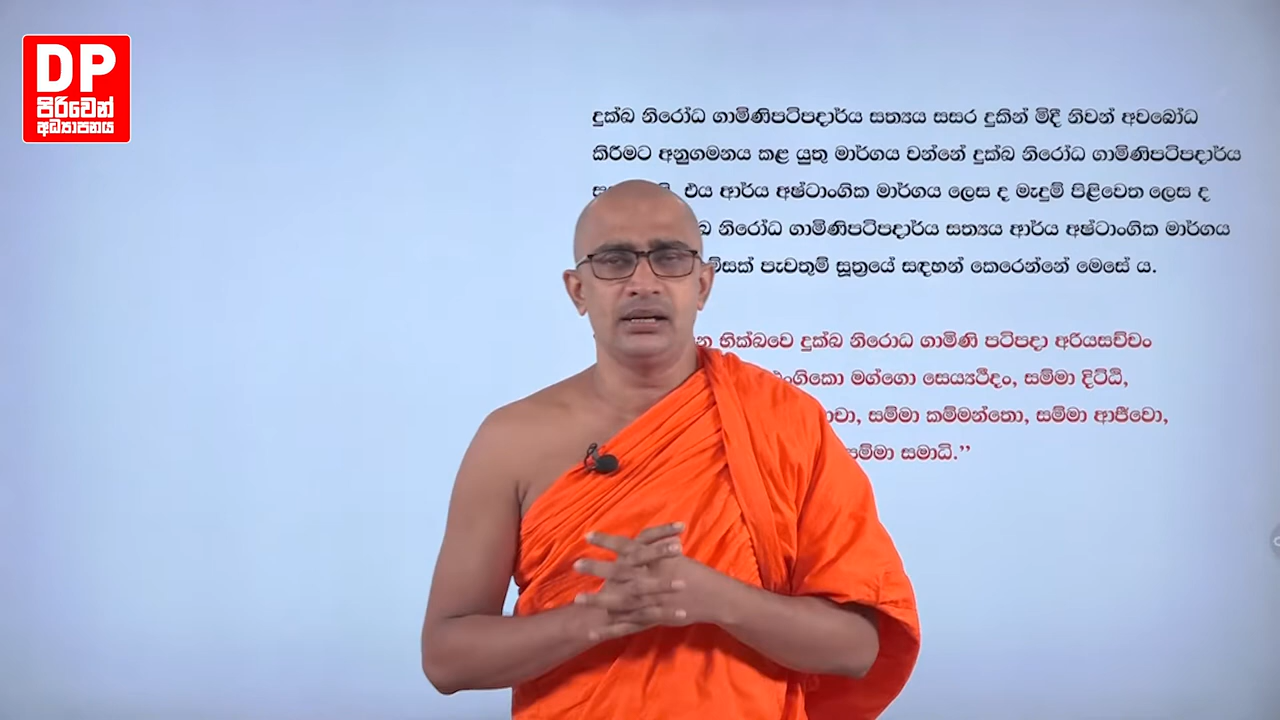 DP
පිරිවෙන්
අධ්‍යාපනය
දුක්ඛ නිරෝධ ගාමිණිපටිපදාර්ය සත්‍යය සසර දුකින් මිදී නිවන් අවබෝධ
කිරීමට අනුගමනය කළ යුතු මාර්ගය වන්නේ දුක්ඛ නිරෝධ ගාමිණිපටිපදාර්ය
එය ආර්ය අෂ්ටාංගික මාර්ගය ලෙස ද මැදුම් පිළිවෙත ලෙස ද
නිරෝධ ගාමිණිපටිපදාර්ය සත්‍යය ආර්ය අෂ්ටාංගික මාර්ගය
පැවතුම් සූත්‍රයේ සඳහන් කෙරෙන්නේ මෙසේ ය.
භික්ඛවෙ දුක්ඛ නිරොධ ගාමිණි පටිපදා අරියසච්චං
මග්ගො සෙය්‍යථීදං, සම්මා දිට්ඨි,
සම්මා කම්මන්තො, සම්මා ආජීවො,
සම්මා සමාධි.”